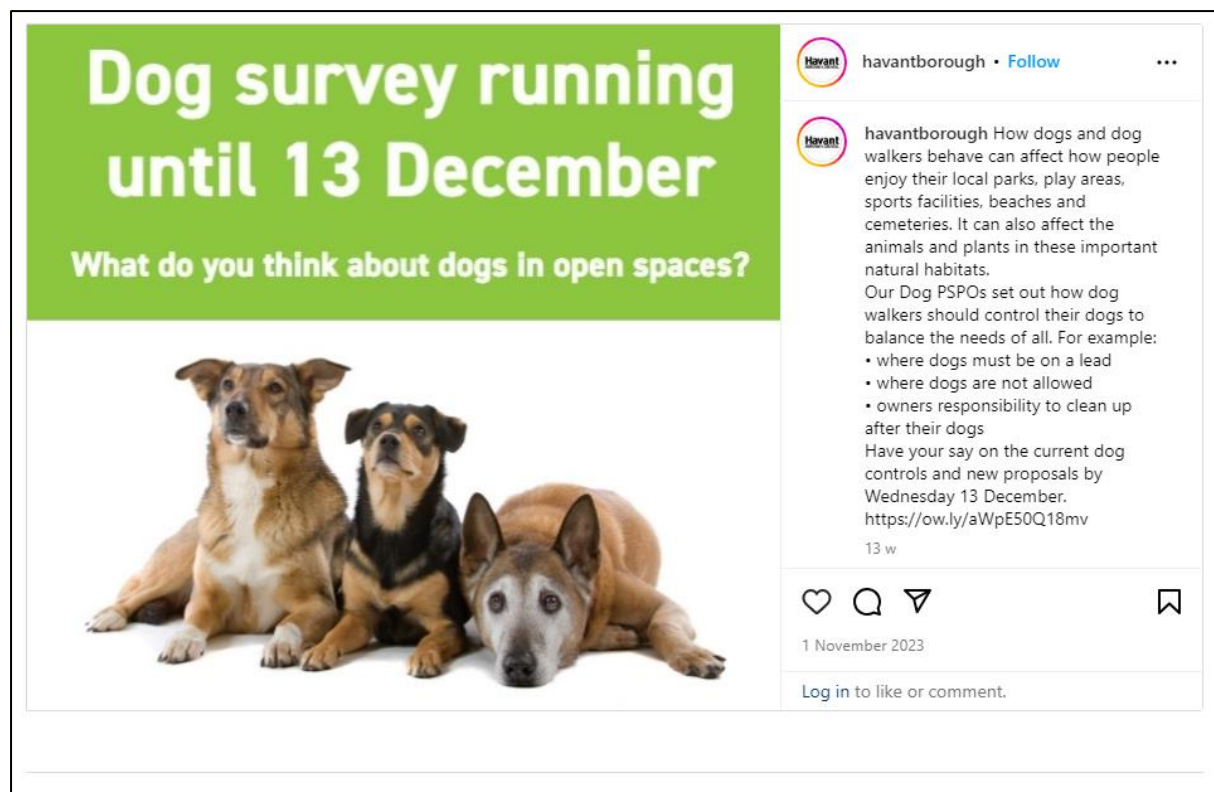 Dog survey running
until 13 December
What do you think about dogs in open spaces?
Havant
havantborough • Follow
Havant
havantborough How dogs and dog
walkers behave can affect how people
enjoy their local parks, play areas,
sports facilities, beaches and
cemeteries. It can also affect the
animals and plants in these important
natural habitats.
Our Dog PSPOs set out how dog
walkers should control their dogs to
balance the needs of all. For example:
• where dogs must be on a lead
• where dogs are not allowed
• owners responsibility to clean up
after their dogs
Have your say on the current dog
controls and new proposals by
Wednesday 13 December.
https://ow.ly/aWpE50Q18mv
13 w
1 November 2023
Log in to like or comment.